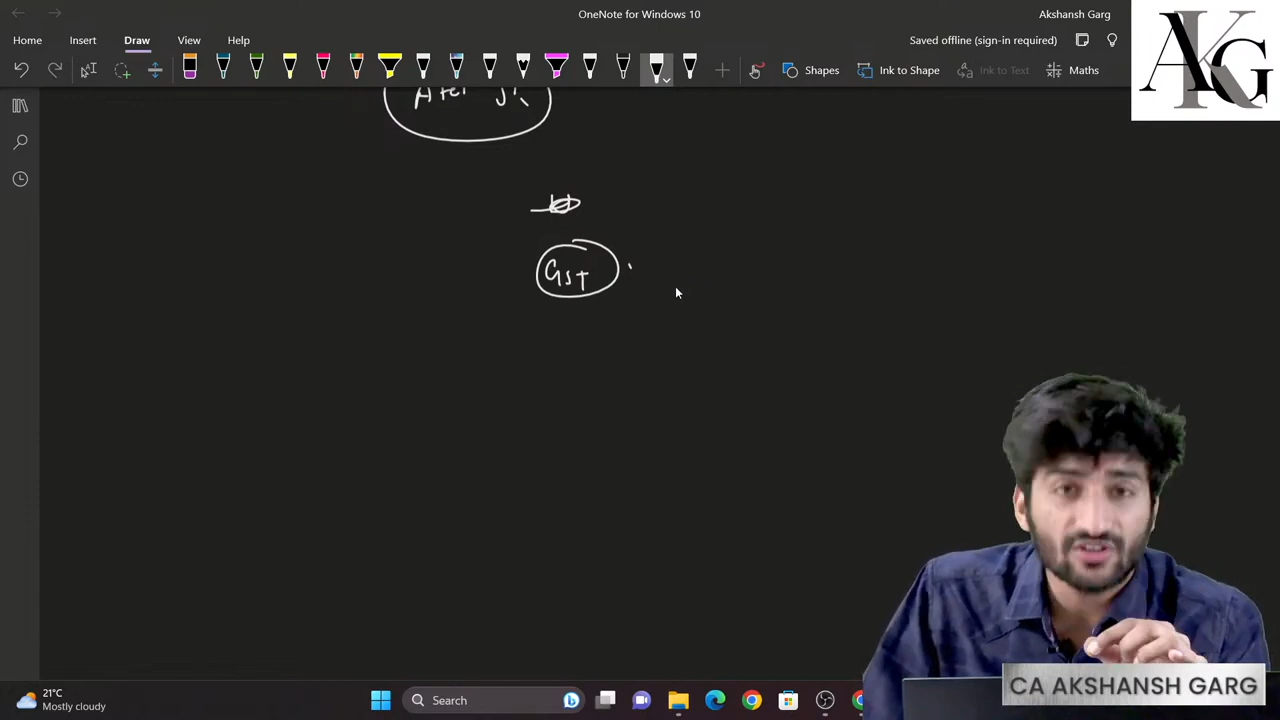 OneNote for Windows 10
Akshansh Garg
Home Insert Draw View Help
Saved offline (sign-in required)
Shapes Ink to Shape Ink to Text Maths
AKG
GST
CA AKSHANSH GARG
21°C
Mostly cloudy
Search